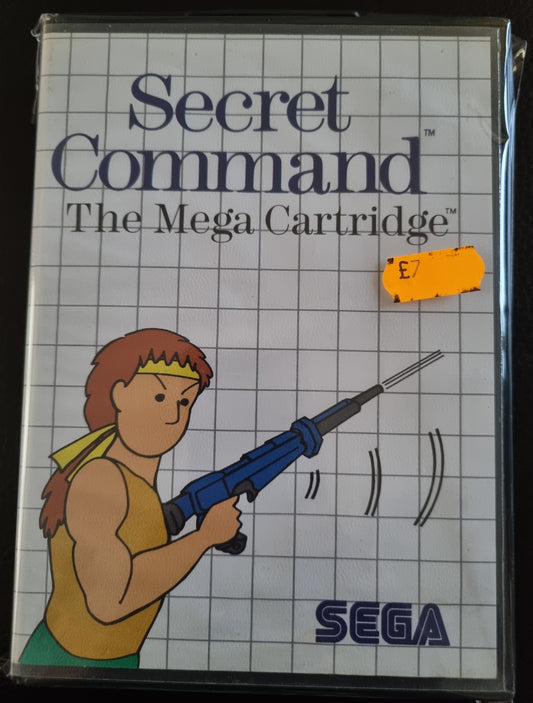 Secret
Command™
The Mega Cartridge™
£7
SEGA